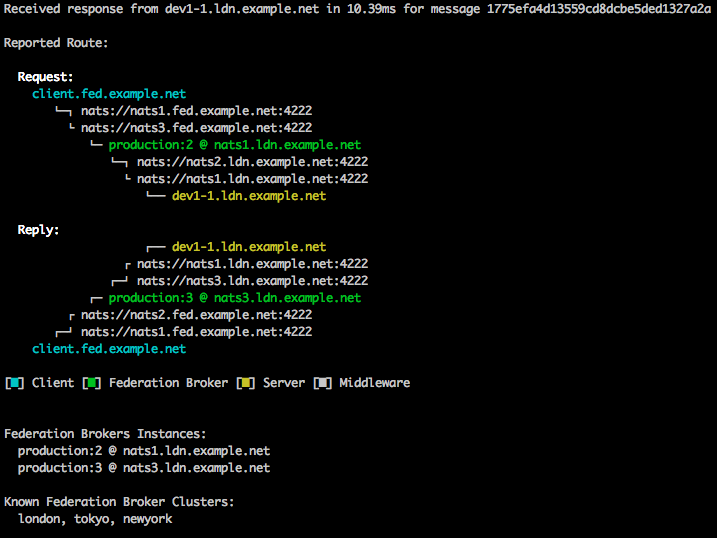 Received response from dev1-1.ldn.example.net in 10.39ms for message 1775efa4d13559cd8dcbe5ded1327a2a
Reported Route:
Request:
client.fed.example.net
└─┐ nats://nats1.fed.example.net:4222
└ nats://nats3.fed.example.net:4222
└─ production:2 @ nats1.ldn.example.net
└─┐ nats://nats2.ldn.example.net:4222
└ nats://nats1.ldn.example.net:4222
└── dev1-1.ldn.example.net
Reply:
┌── dev1-1.ldn.example.net
┌ nats://nats1.ldn.example.net:4222
┌─┘ nats://nats3.ldn.example.net:4222
┌─ production:3 @ nats3.ldn.example.net
┌ nats://nats2.fed.example.net:4222
┌─┘ nats://nats1.fed.example.net:4222
client.fed.example.net
[■] Client [■] Federation Broker [■] Server [■] Middleware
Federation Brokers Instances:
production:2 @ nats1.ldn.example.net
production:3 @ nats3.ldn.example.net
Known Federation Broker Clusters:
london, tokyo, newyork